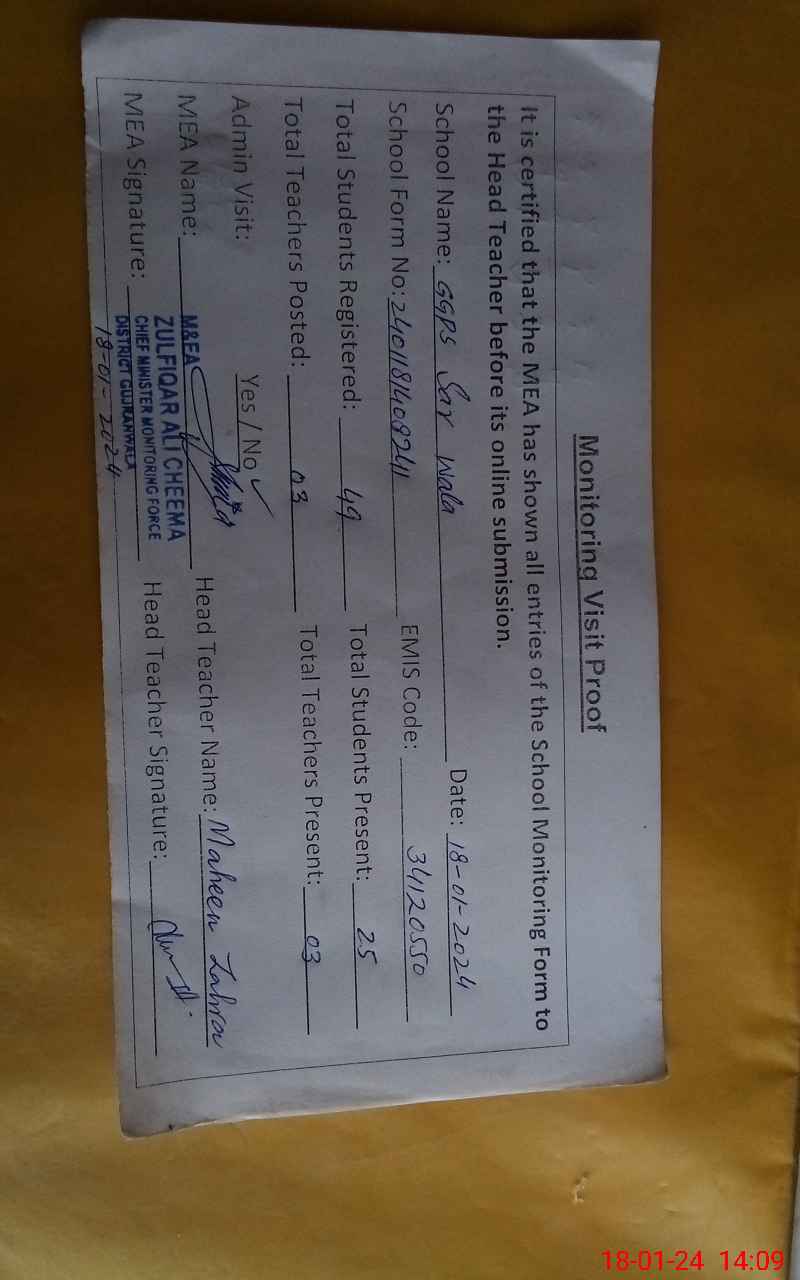 Monitoring Visit Proof
It is certified that the MEA has shown all entries of the School Monitoring Form to
the Head Teacher before its online submission.
School Name: GGPS Sar Wala Date: 18-01-2024
School Form No: 24011814082411 EMIS Code: 34120550
Total Students Registered: 49 Total Students Present: 25
Total Teachers Posted: 03 Total Teachers Present: 03
Admin Visit: Yes / No ✓
MEA Name: Head Teacher Name: Maheen Zahra
M&EA
ZULFIQAR ALI CHEEMA
CHIEF MINISTER MONITORING FORCE
DISTRICT GUJRANWALA
MEA Signature: Head Teacher Signature:
18-01-2024
18-01-24 14:09